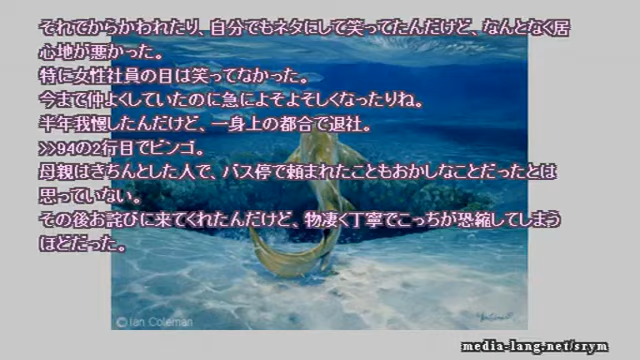 それでからかわれたり、自分でもネタにして笑ってたんだけど、なんとなく居
心地が悪かった。
特に女性社員の目は笑ってなかった。
今まで仲よくしていたのに急によそよそしくなったりね。
半年我慢したんだけど、一身上の都合で退社。
>>94の2行目でビンゴ。
母親はきちんとした人で、バス停で頼まれたこともおかしなことだったとは
思っていない。
その後お詫びに来てくれたんだけど、物凄く丁寧でこっちが恐縮してしまう
ほどだった。
©Ian Coleman
media-lang.net/srym